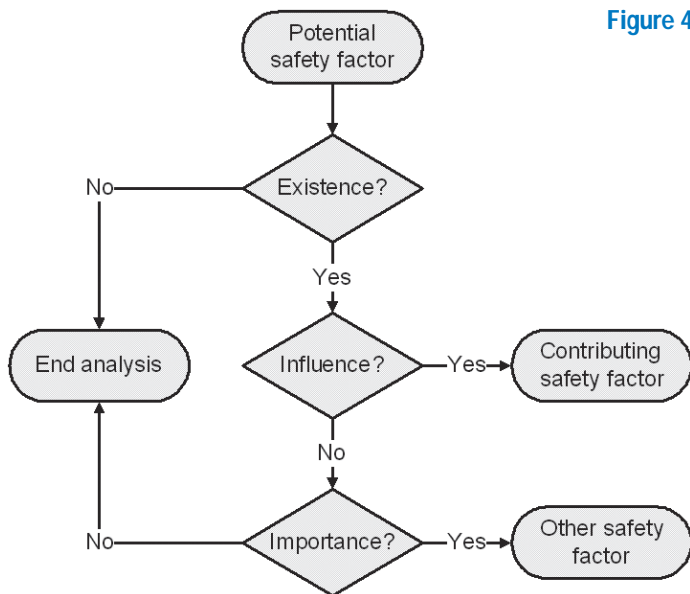 Figure 4
Potential
safety factor
Existence?
No
Yes
End analysis
Influence?
Yes
Contributing
safety factor
No
Importance?
No
Yes
Other safety
factor